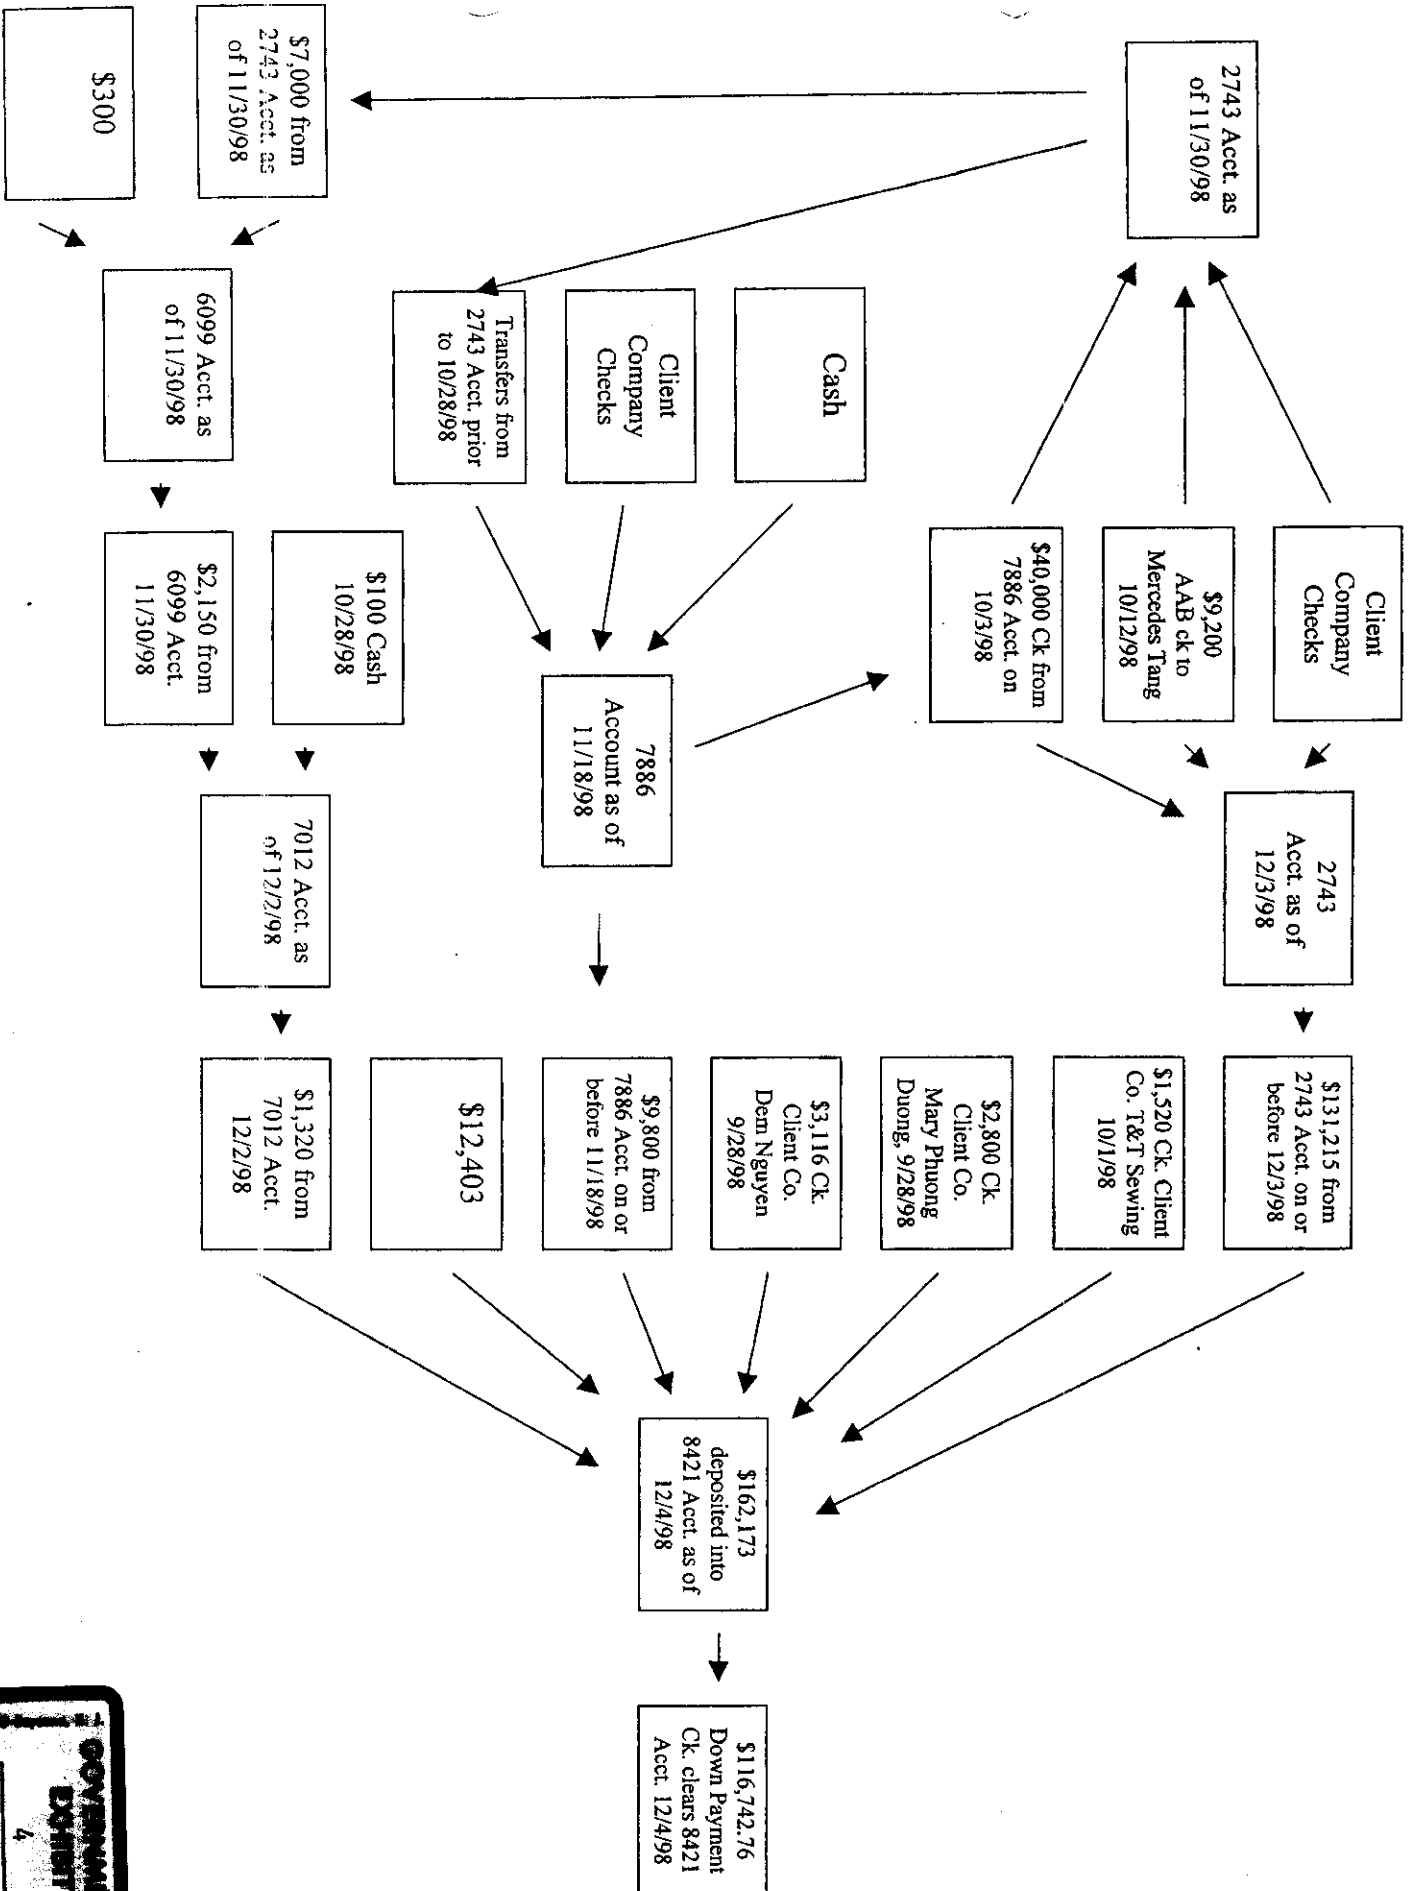 2743 Acct. as
of 11/30/98
$7,000 from
2743 Acct. as
of 11/30/98
$300
Cash
Client
Company
Checks
Transfers from
2743 Acct. prior
to 10/28/98
6099 Acct. as
of 11/30/98
Client
Company
Checks
$9,200
AAB ck to
Mercedes Tang
10/12/98
$40,000 Ck from
7886 Acct. on
10/3/98
$100 Cash
10/28/98
$2,150 from
6099 Acct.
11/30/98
2743
Acct. as of
12/3/98
7886
Account as of
11/18/98
7012 Acct. as
of 12/2/98
$131,215 from
2743 Acct. on or
before 12/3/98
$1,520 Ck. Client
Co. T&T Sewing
10/1/98
$2,800 Ck.
Client Co.
Mary Phuong
Duong, 9/28/98
$3,116 Ck.
Client Co.
Dem Nguyen
9/28/98
$9,800 from
7886 Acct. on or
before 11/18/98
$12,403
$1,320 from
7012 Acct.
12/2/98
$162,173
deposited into
8421 Acct. as of
12/4/98
$116,742.76
Down Payment
Ck. clears 8421
Acct. 12/4/98
EXHIBIT
4